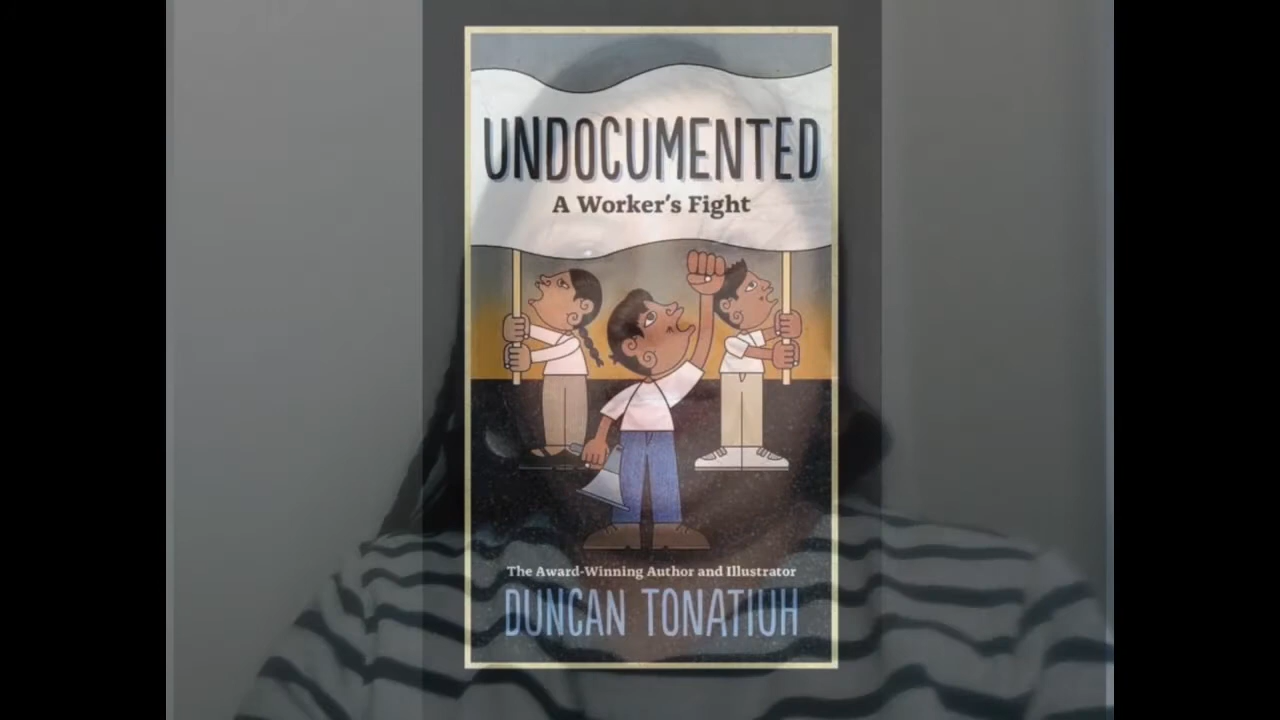 UNDOCUMENTED
A Worker's Fight
The Award-Winning Author and Illustrator
DUNCAN TONATIUH